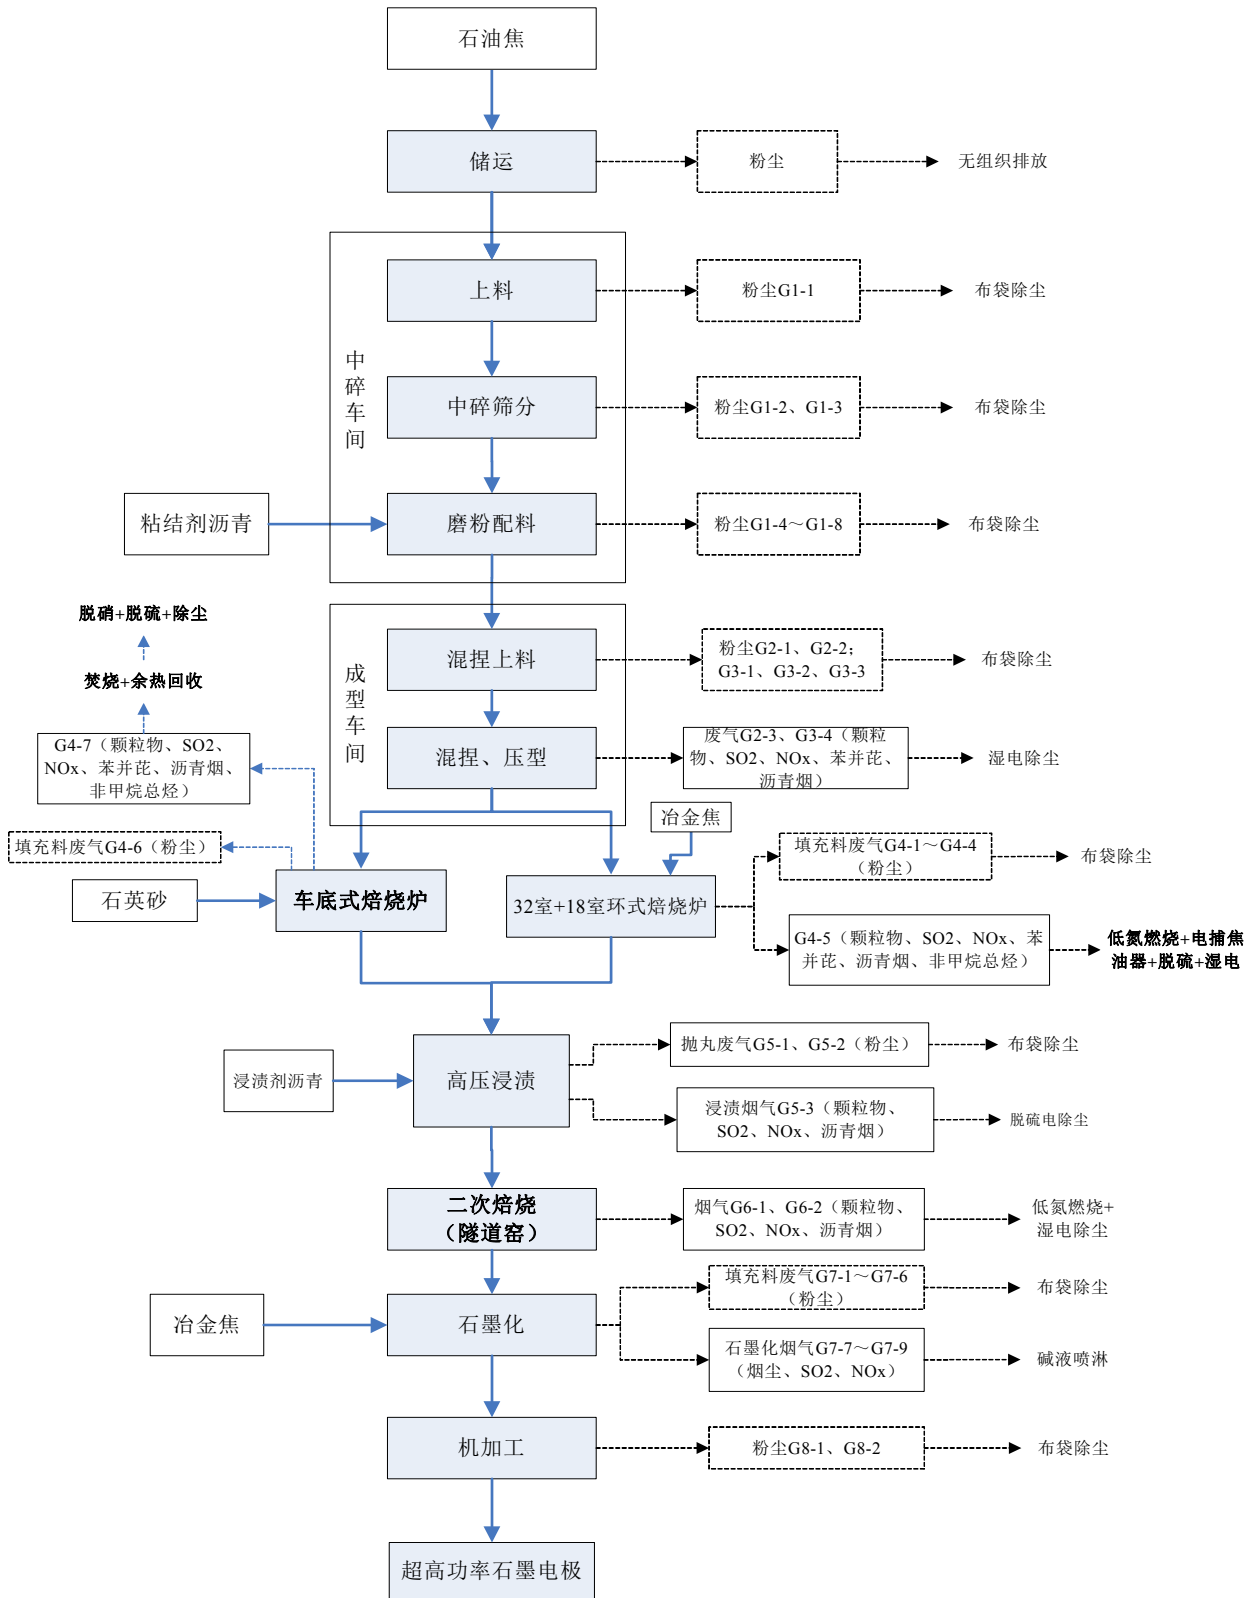 石油焦
储运
粉尘
无组织排放
中碎车间
上料
粉尘G1-1
布袋除尘
中碎筛分
粉尘G1-2、G1-3
布袋除尘
粘结剂沥青
磨粉配料
粉尘G1-4～G1-8
布袋除尘
脱硝+脱硫+除尘
焚烧+余热回收
成型车间
混捏上料
粉尘G2-1、G2-2；
G3-1、G3-2、G3-3
布袋除尘
混捏、压型
废气G2-3、G3-4（颗粒
物、SO2、NOx、苯并芘、
沥青烟）
湿电除尘
G4-7（颗粒物、SO2、
NOx、苯并芘、沥青烟、
非甲烷总烃）
填充料废气G4-6（粉尘）
石英砂
车底式焙烧炉
冶金焦
32室+18室环式焙烧炉
填充料废气G4-1～G4-4
（粉尘）
布袋除尘
G4-5（颗粒物、SO2、NOx、苯
并芘、沥青烟、非甲烷总烃）
低氮燃烧+电捕焦
油器+脱硫+湿电
浸渍剂沥青
高压浸渍
抛丸废气G5-1、G5-2（粉尘）
布袋除尘
浸渍烟气G5-3（颗粒物、
SO2、NOx、沥青烟）
脱硫电除尘
二次焙烧
（隧道窑）
烟气G6-1、G6-2（颗粒物、
SO2、NOx、沥青烟）
低氮燃烧+
湿电除尘
冶金焦
石墨化
填充料废气G7-1～G7-6
（粉尘）
布袋除尘
石墨化烟气G7-7～G7-9
（烟尘、SO2、NOx）
碱液喷淋
机加工
粉尘G8-1、G8-2
布袋除尘
超高功率石墨电极